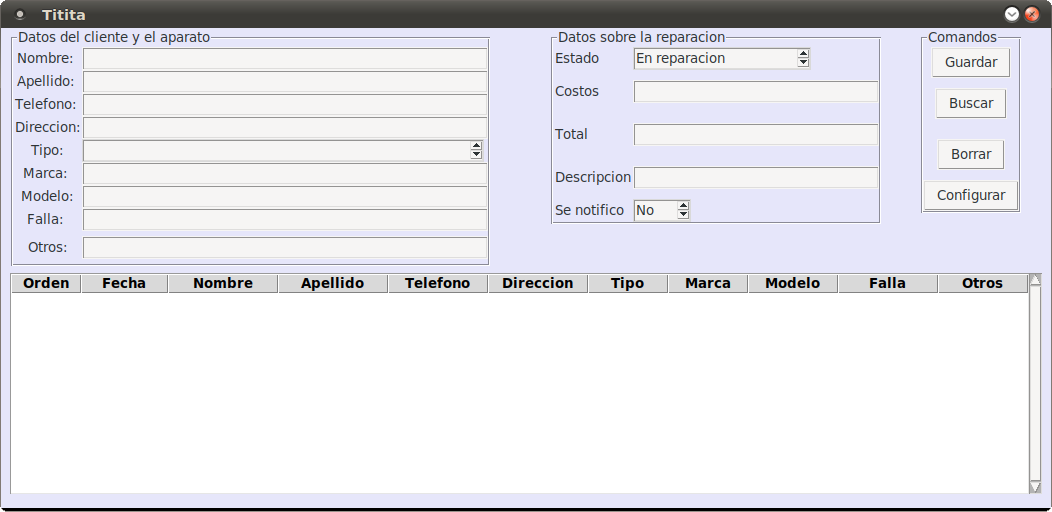 Titita
Datos del cliente y el aparato
Nombre:
Apellido:
Telefono:
Direccion:
Tipo:
Marca:
Modelo:
Falla:
Otros:
Datos sobre la reparacion
Estado En reparacion
Costos
Total
Descripcion
Se notifico No
Comandos
Guardar
Buscar
Borrar
Configurar
Orden Fecha Nombre Apellido Telefono Direccion Tipo Marca Modelo Falla Otros